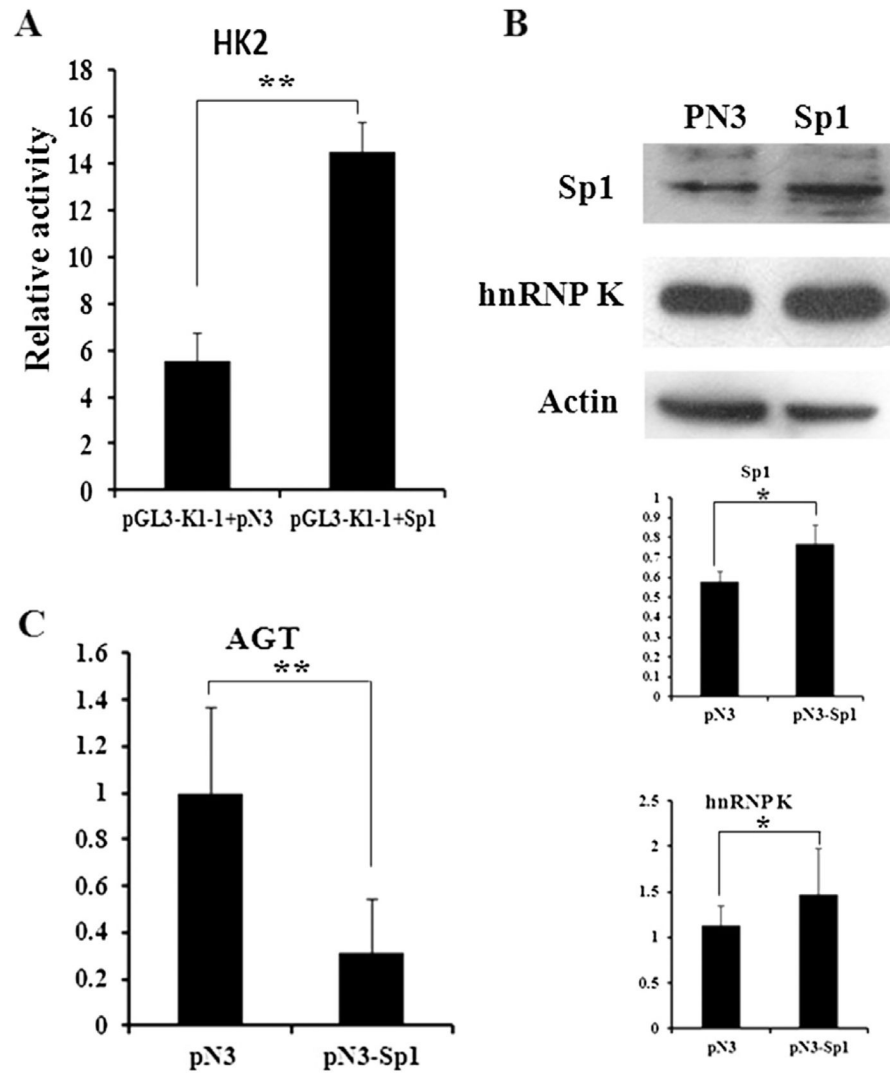 A
HK2
18
16
14
12
10
8
6
4
2
0
Relative activity
**
pGL3-K1-1+pN3 pGL3-K1-1+Sp1
B
PN3 Sp1
Sp1
hnRNP K
Actin
Sp1
1
0.9
0.8
0.7
0.6
0.5
0.4
0.3
0.2
0.1
0
*
pN3 pN3-Sp1
hnRNP K
2.5
2
1.5
1
0.5
0
*
pN3 pN3-Sp1
C
AGT
1.6
1.4
1.2
1
0.8
0.6
0.4
0.2
0
**
pN3 pN3-Sp1